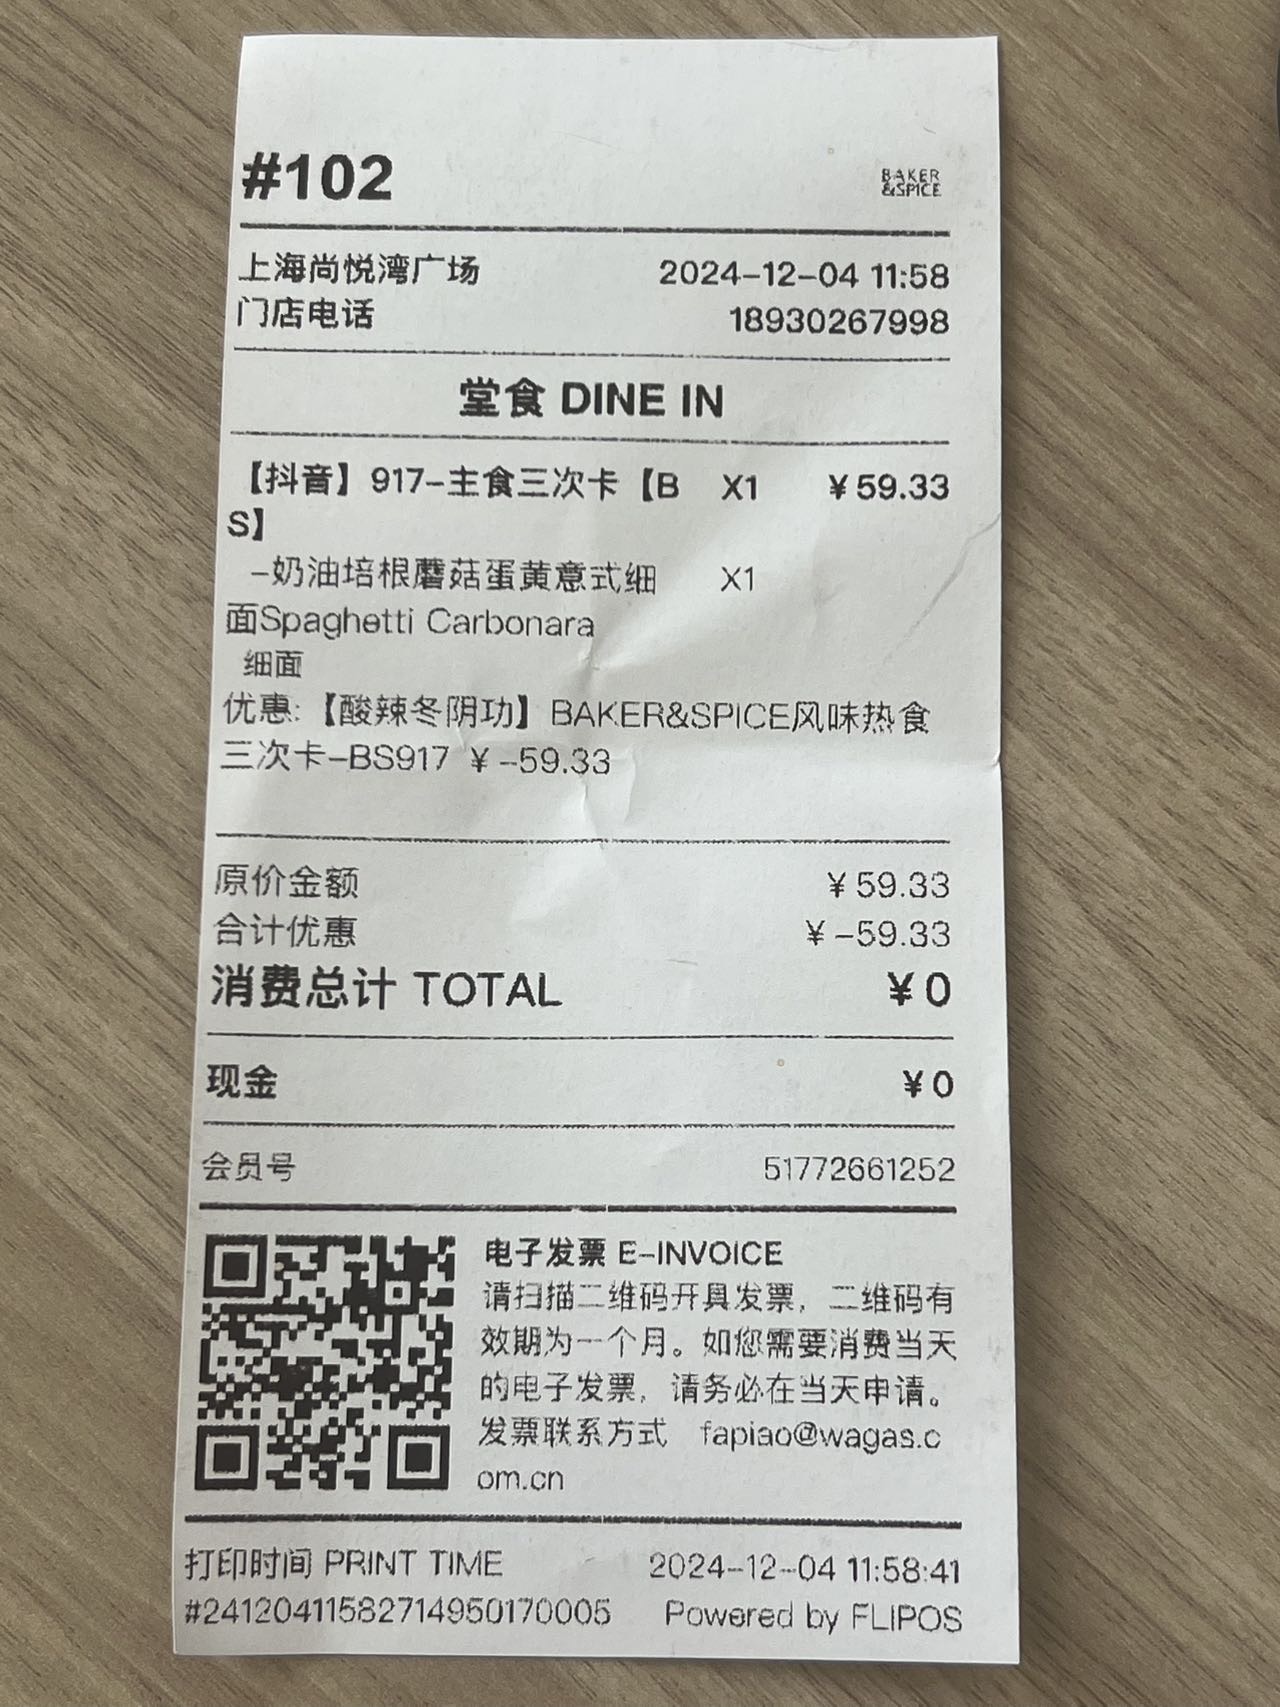 #102
BAKER
&SPICE
上海尚悦湾广场 2024-12-04 11:58
门店电话 18930267998
堂食 DINE IN
【抖音】917-主食三次卡【B X1 ¥59.33
S】
-奶油培根蘑菇蛋黄意式细 X1
面Spaghetti Carbonara
细面
优惠:【酸辣冬阴功】BAKER&SPICE风味热食
三次卡-BS917 ¥-59.33
原价金额 ¥59.33
合计优惠 ¥-59.33
消费总计 TOTAL ¥0
现金 ¥0
会员号 51772661252
电子发票 E-INVOICE
请扫描二维码开具发票，二维码有
效期为一个月。如您需要消费当天
的电子发票，请务必在当天申请。
发票联系方式 fapiao@wagas.c
om.cn
打印时间 PRINT TIME 2024-12-04 11:58:41
#241204115827149501​70005 Powered by FLIPOS